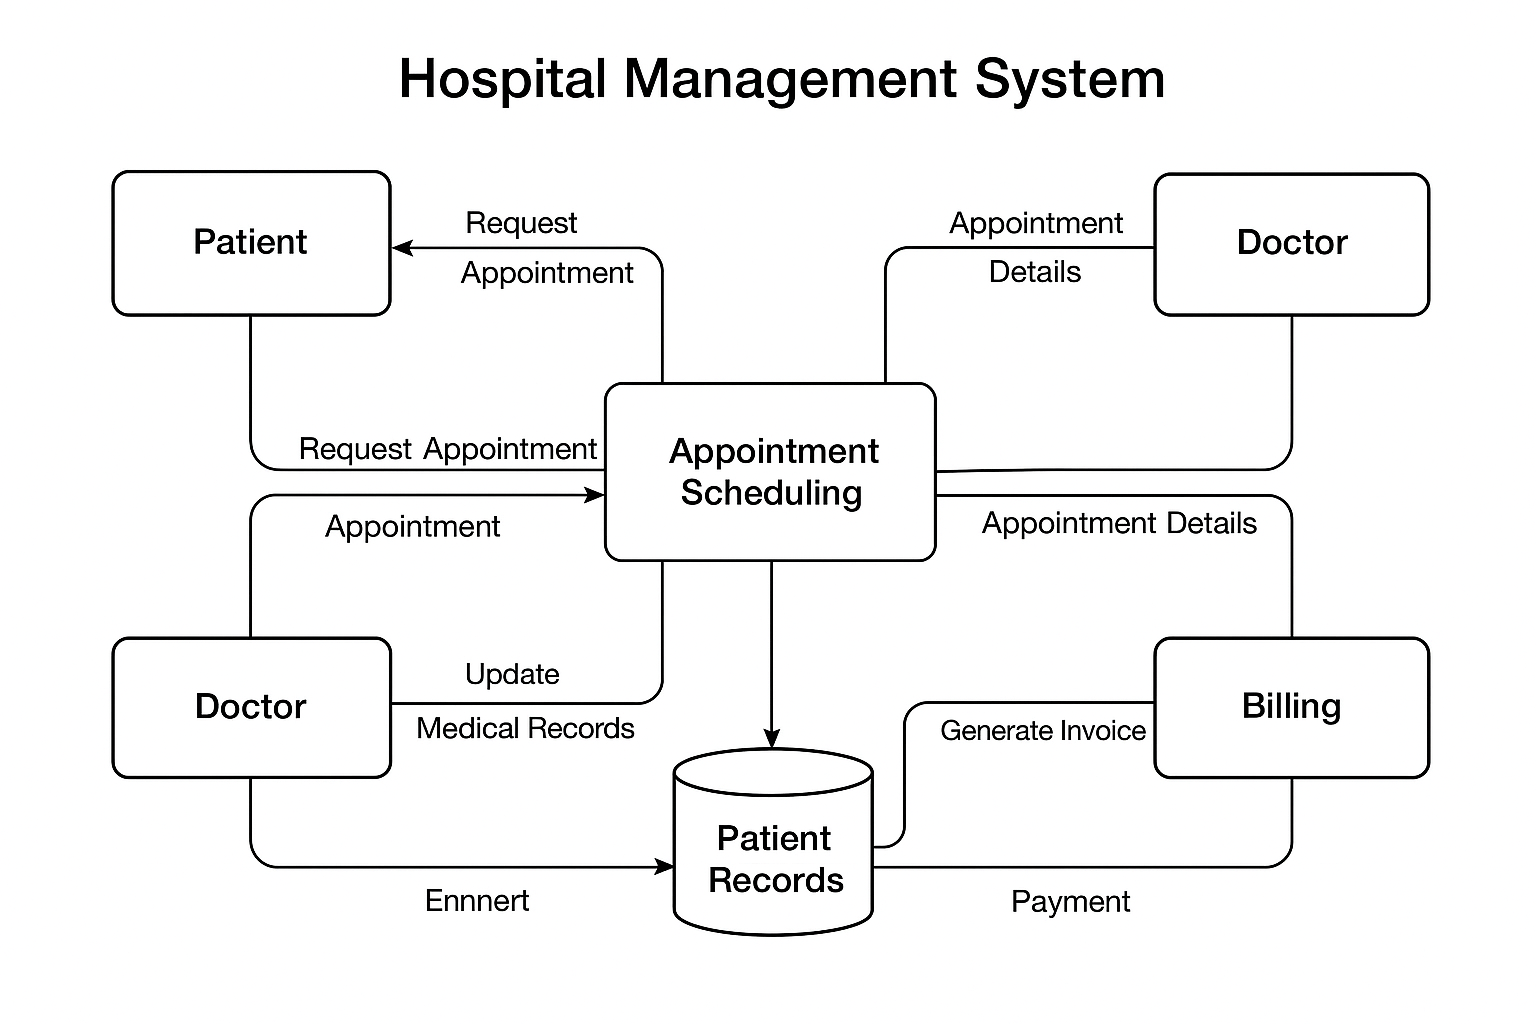 Hospital Management System
Patient
Request
Appointment
Appointment
Details
Doctor
Request Appointment
Appointment
Scheduling
Appointment
Appointment Details
Doctor
Update
Medical Records
Billing
Generate Invoice
Patient
Records
Ennnert
Payment